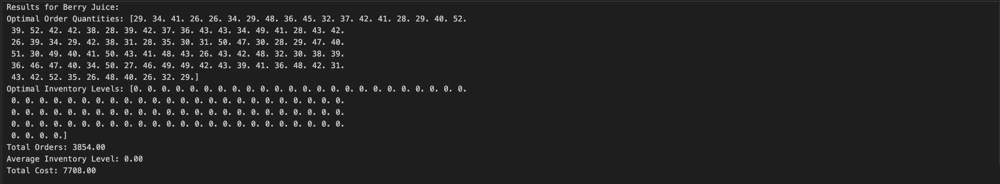 Results for Berry Juice:
Optimal Order Quantities: [29. 34. 41. 26. 26. 34. 29. 48. 36. 45. 32. 37. 42. 41. 28. 29. 40. 52.
39. 52. 42. 42. 38. 28. 39. 42. 37. 36. 43. 43. 34. 49. 41. 28. 43. 42.
26. 39. 34. 29. 42. 38. 31. 28. 35. 30. 31. 50. 47. 30. 28. 29. 47. 40.
51. 30. 49. 40. 41. 50. 43. 41. 48. 43. 26. 43. 42. 48. 32. 30. 38. 39.
36. 46. 47. 40. 34. 50. 27. 46. 49. 49. 42. 43. 39. 41. 36. 48. 42. 31.
43. 42. 52. 35. 26. 48. 40. 26. 32. 29.]
Optimal Inventory Levels: [0. 0. 0. 0. 0. 0. 0. 0. 0. 0. 0. 0. 0. 0. 0. 0. 0. 0. 0. 0. 0. 0. 0. 0.
0. 0. 0. 0. 0. 0. 0. 0. 0. 0. 0. 0. 0. 0. 0. 0. 0. 0. 0. 0. 0. 0. 0. 0.
0. 0. 0. 0. 0. 0. 0. 0. 0. 0. 0. 0. 0. 0. 0. 0. 0. 0. 0. 0. 0. 0. 0. 0.
0. 0. 0. 0. 0. 0. 0. 0. 0. 0. 0. 0. 0. 0. 0. 0. 0. 0. 0. 0. 0. 0. 0. 0.
0. 0. 0. 0.]
Total Orders: 3854.00
Average Inventory Level: 0.00
Total Cost: 7708.00